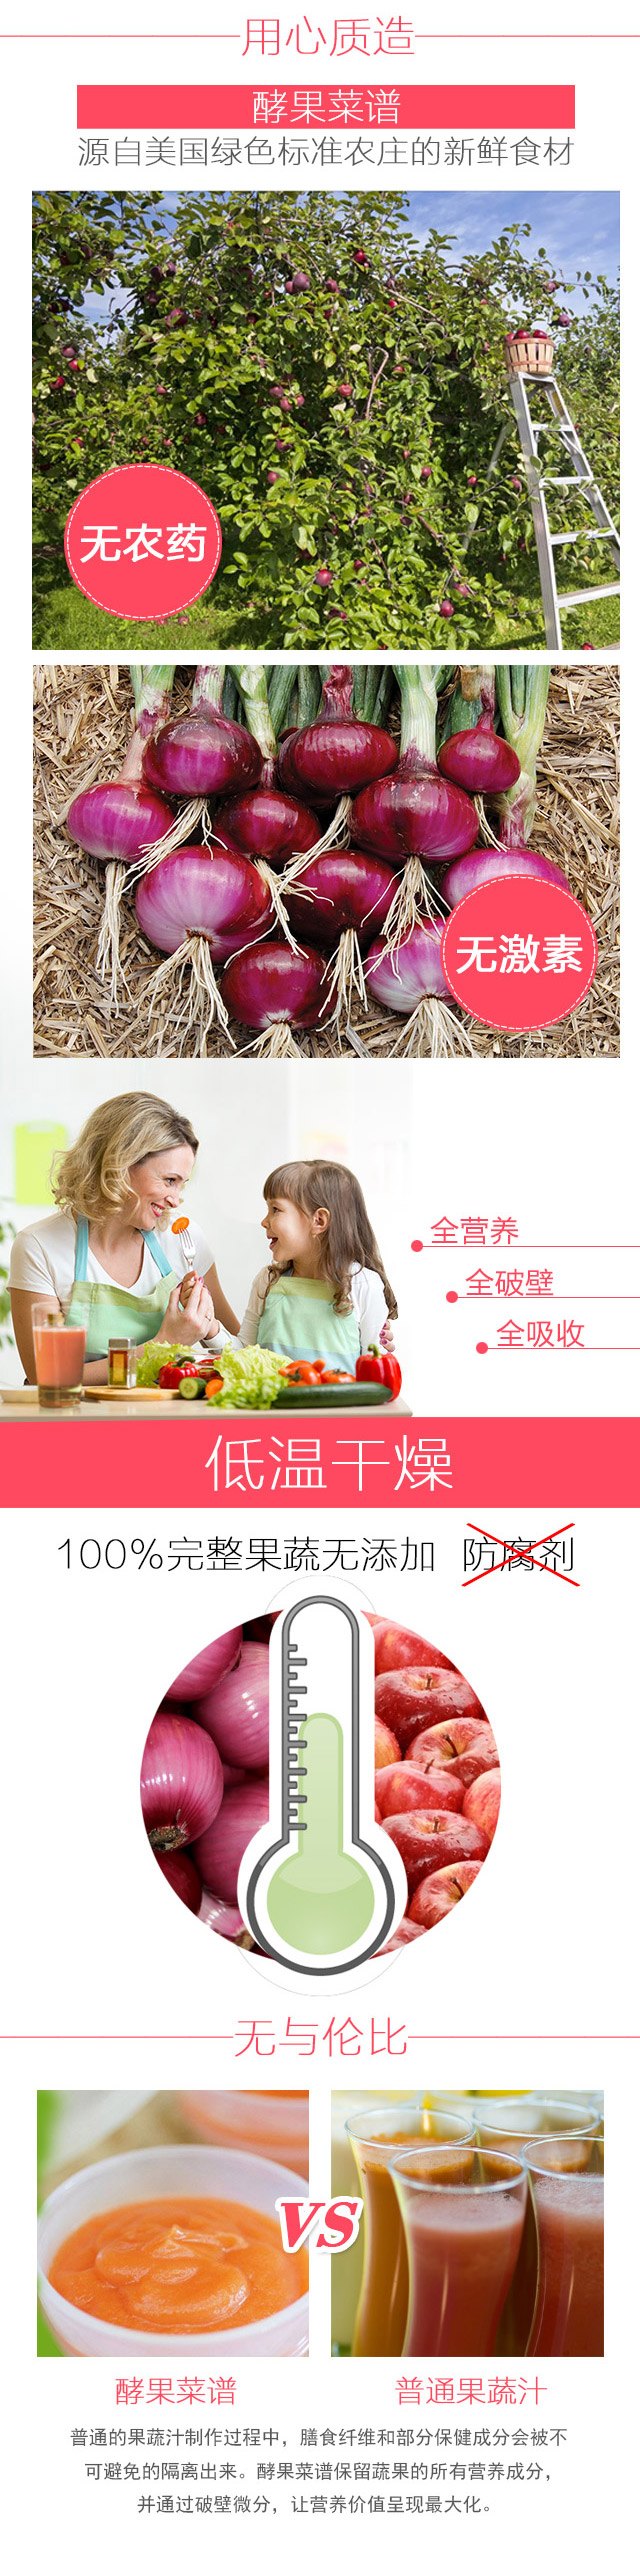 用心质造
酵果菜谱
源自美国绿色标准农庄的新鲜食材
无农药
无激素
全营养
全破壁
全吸收
低温干燥
100%完整果蔬无添加 防腐剂
无与伦比
VS
酵果菜谱
普通果蔬汁
普通的果蔬汁制作过程中，膳食纤维和部分保健成分会被不
可避免的隔离出来。酵果菜谱保留蔬果的所有营养成分，
并通过破壁微分，让营养价值呈现最大化。